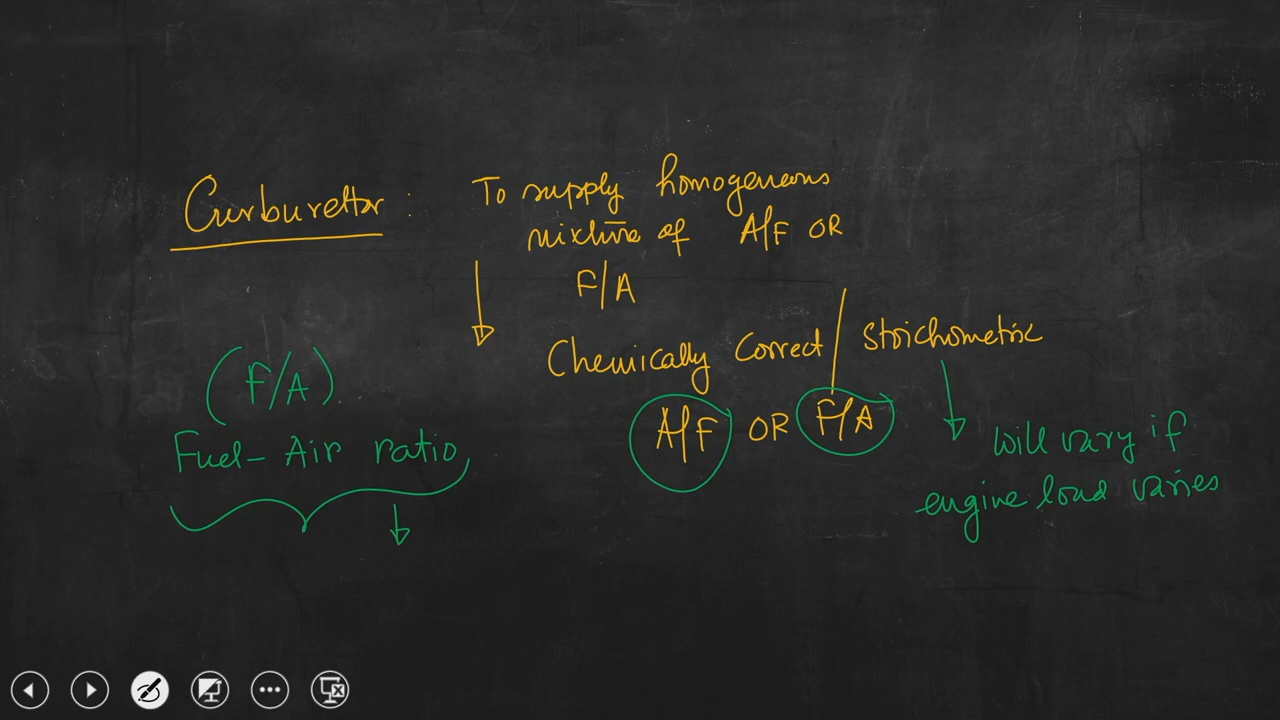 Carburettor : To supply homogeneous
mixture of A/F OR
F/A
Chemically Correct / Stoichometric
A/F OR F/A
(F/A)
Fuel-Air ratio
Will vary if
engine load varies